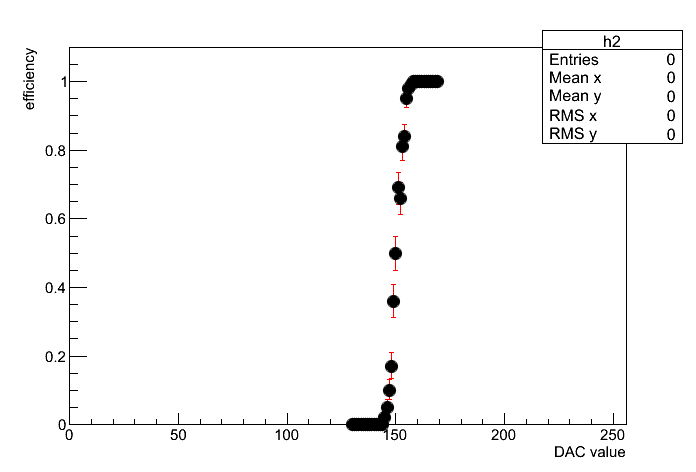 h2
Entries 0
Mean x 0
Mean y 0
RMS x 0
RMS y 0
efficiency
1
0.8
0.6
0.4
0.2
0
0 50 100 150 200 250
DAC value